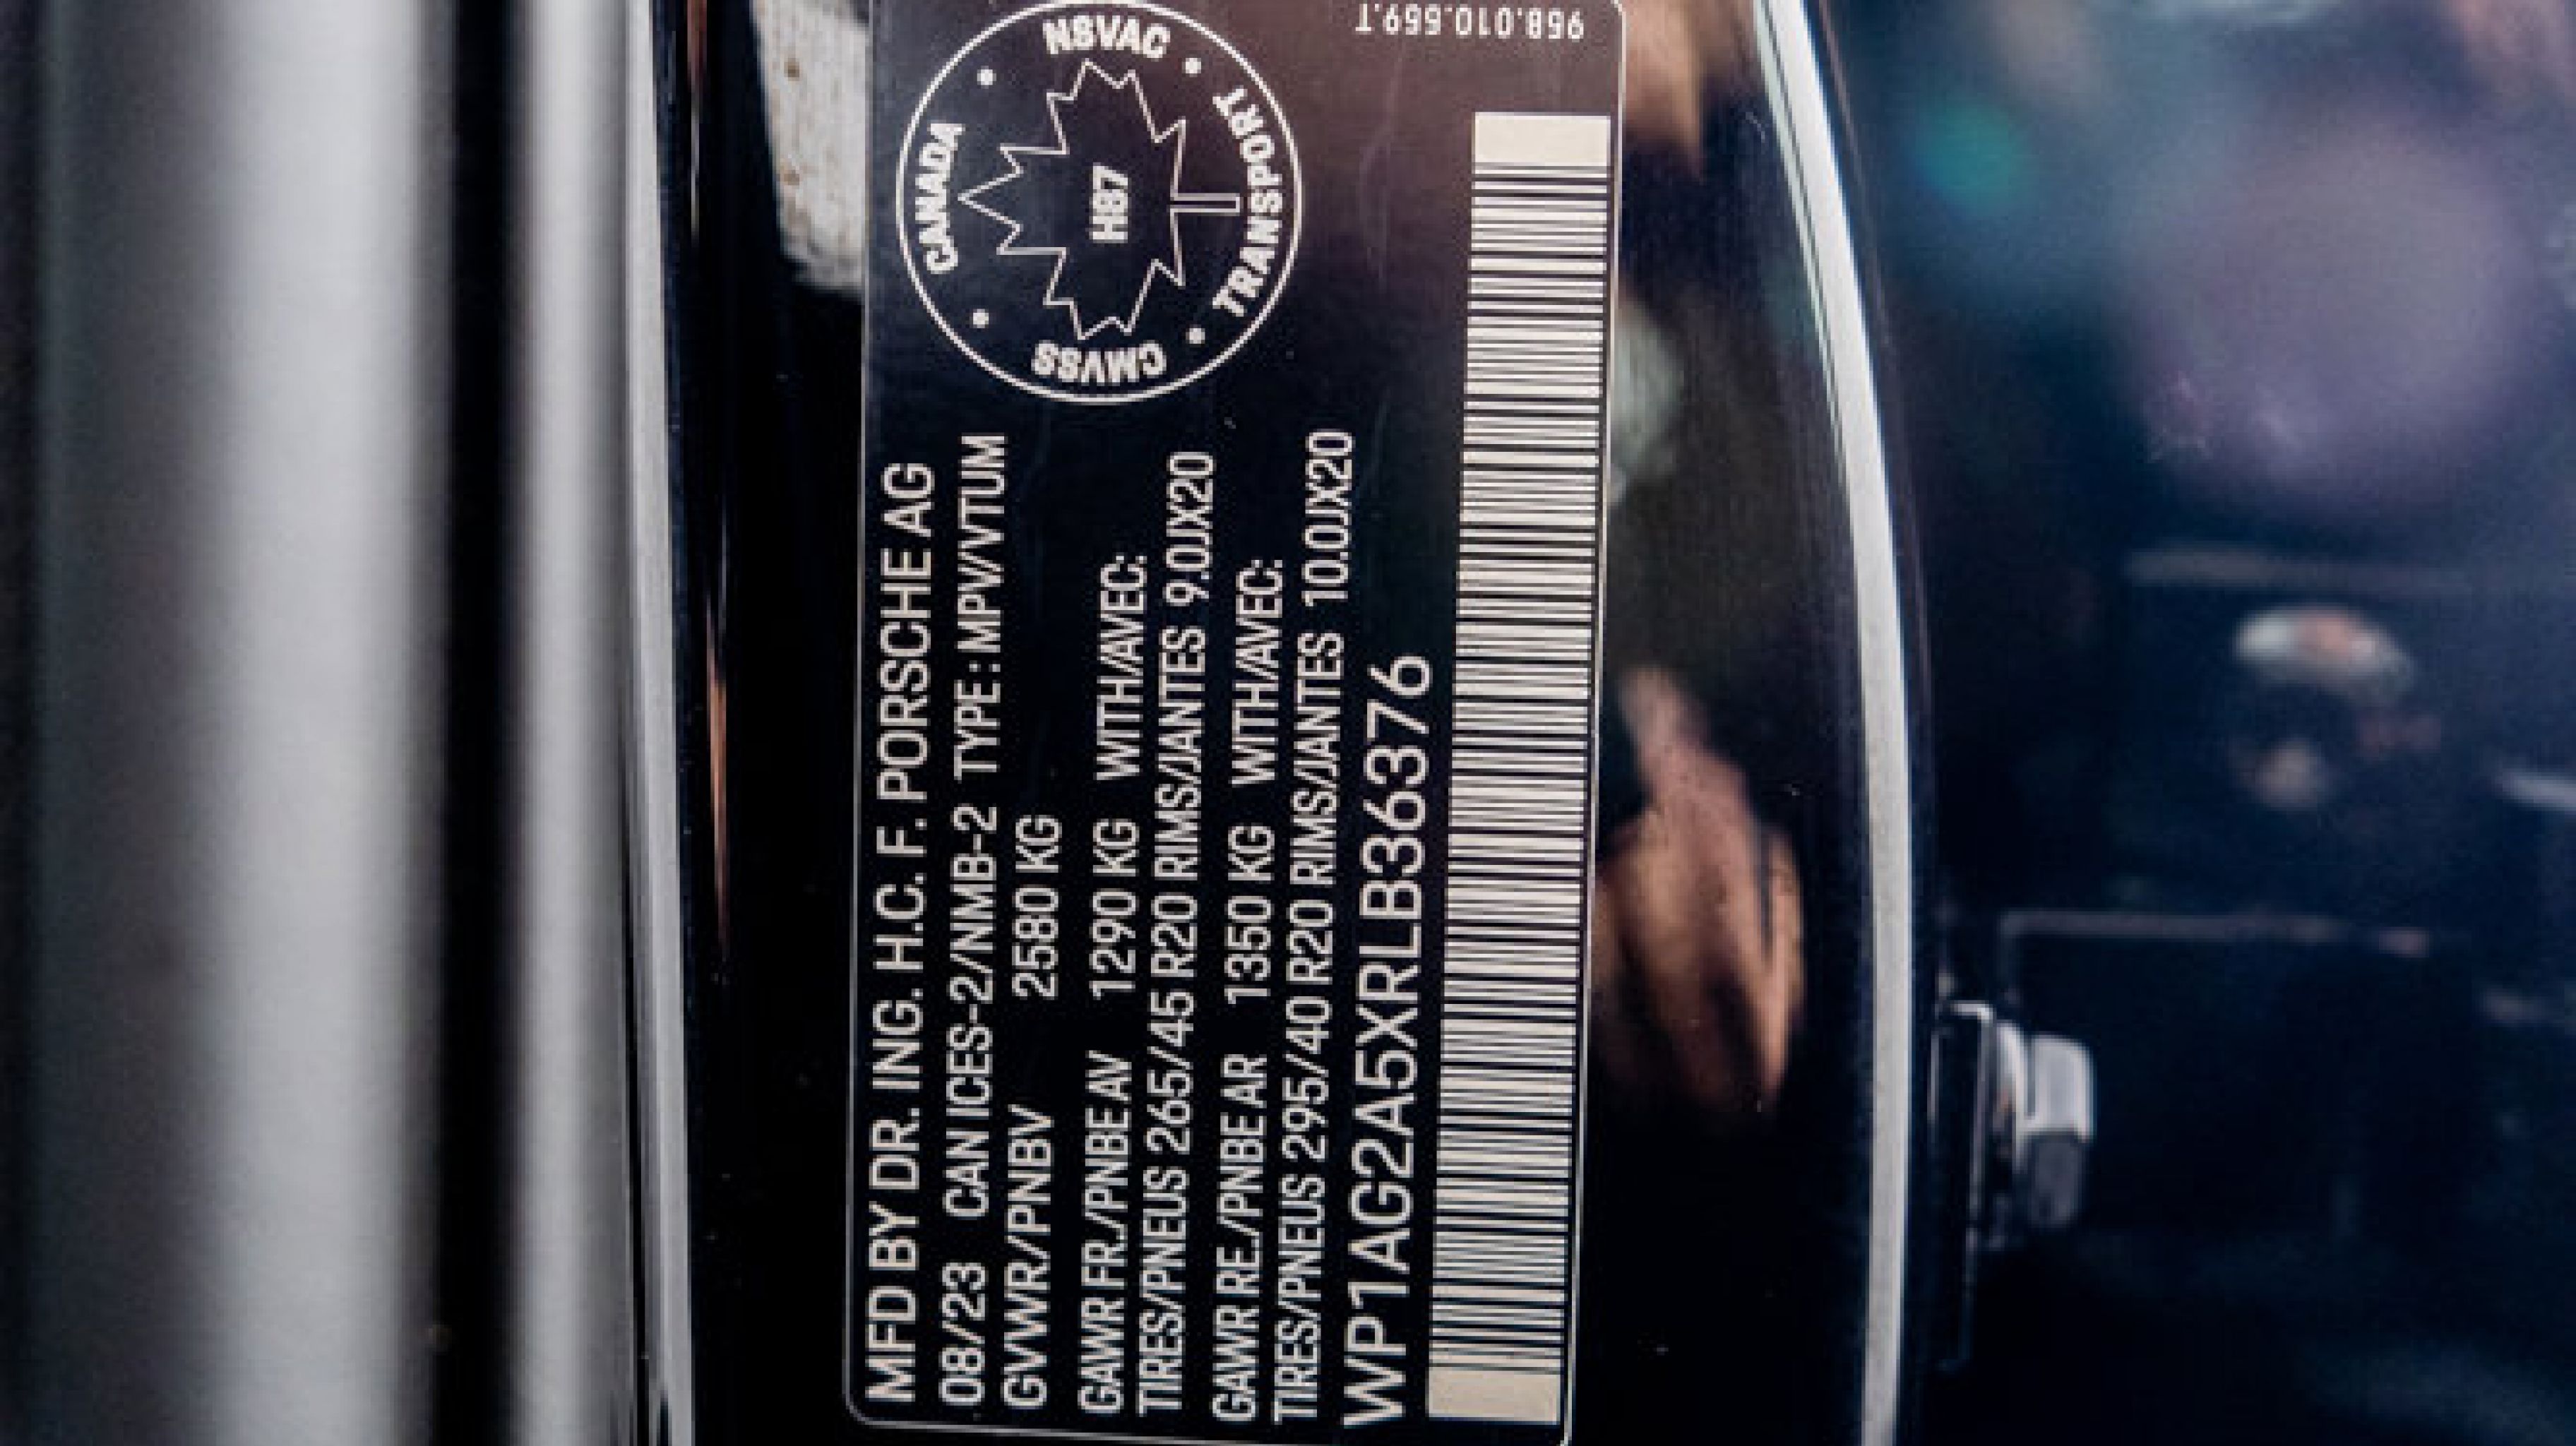 MFD BY DR. ING. H.C. F. PORSCHE AG
08/23 CAN ICES-2/NMB-2 TYPE : MPV/VTUM
GVWR/PNBV 2580 KG
GAWR FR./PNBE AV 1290 KG WITH/AVEC:
TIRES/PNEUS 265/45 R20 RIMS/JANTES 9.0JX20
GAWR RE./PNBE AR 1350 KG WITH/AVEC:
TIRES/PNEUS 295/40 R20 RIMS/JANTES 10.0JX20
WP1AG2A5XRLB36376
CANADA
NSVAC
TRANSPORT
CMVSS
H87
958.010.559.T